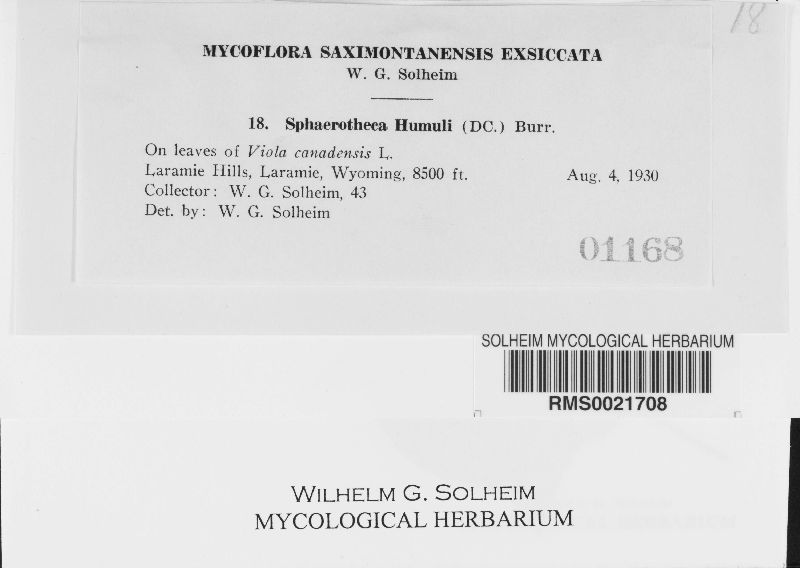 18
MYCOFLORA SAXIMONTANENSIS EXSICCATA
W. G. Solheim
18. Sphaerotheca Humuli (DC.) Burr.
On leaves of Viola canadensis L.
Laramie Hills, Laramie, Wyoming, 8500 ft. Aug. 4, 1930
Collector: W. G. Solheim, 43
Det. by: W. G. Solheim
01168
SOLHEIM MYCOLOGICAL HERBARIUM
RMS0021708
WILHELM G. SOLHEIM
MYCOLOGICAL HERBARIUM